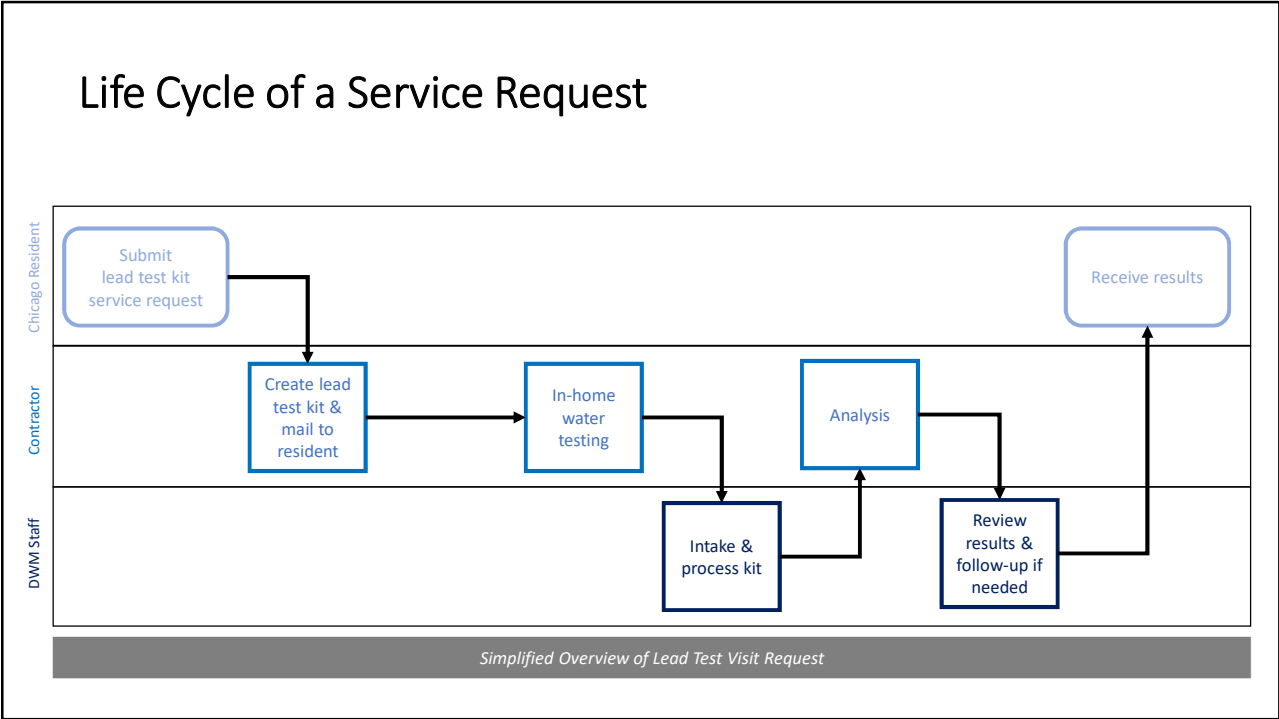 Life Cycle of a Service Request
Chicago Resident
Submit
lead test kit
service request
Receive results
Contractor
Create lead
test kit &
mail to
resident
In-home
water
testing
Analysis
DWM Staff
Intake &
process kit
Review
results &
follow-up if
needed
Simplified Overview of Lead Test Visit Request